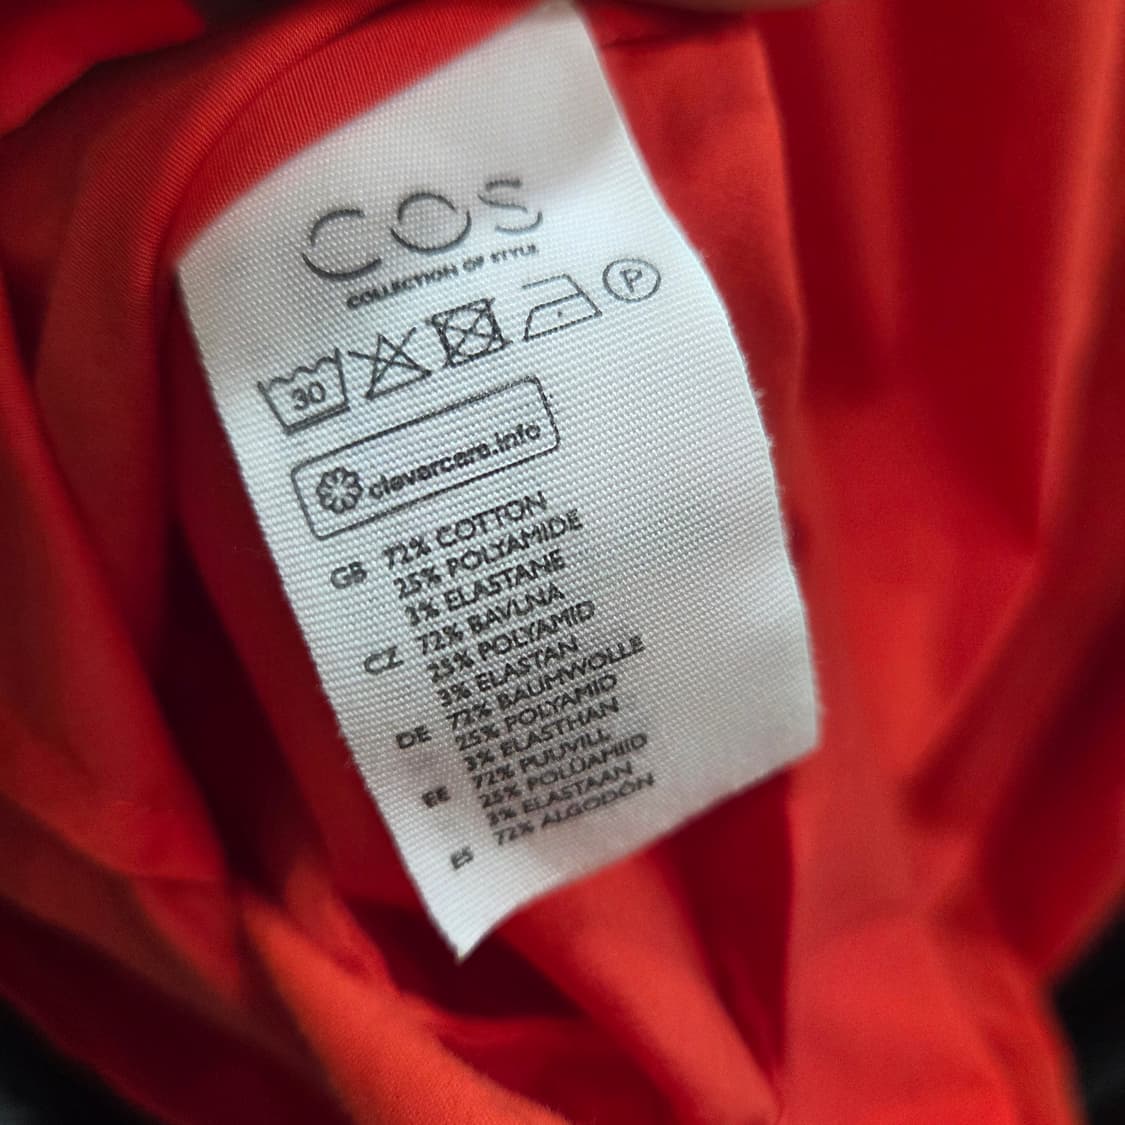 COS
COLLECTION OF STYLE
30
P
clevercare.info
GB 72% COTTON
25% POLYAMIDE
3% ELASTANE
CZ 72% BAVLNA
25% POLYAMID
3% ELASTAN
DE 72% BAUMWOLLE
25% POLYAMID
3% ELASTHAN
EE 72% PUUVILL
25% POLÜAMIID
3% ELASTAAN
ES 72% ALGODÓN